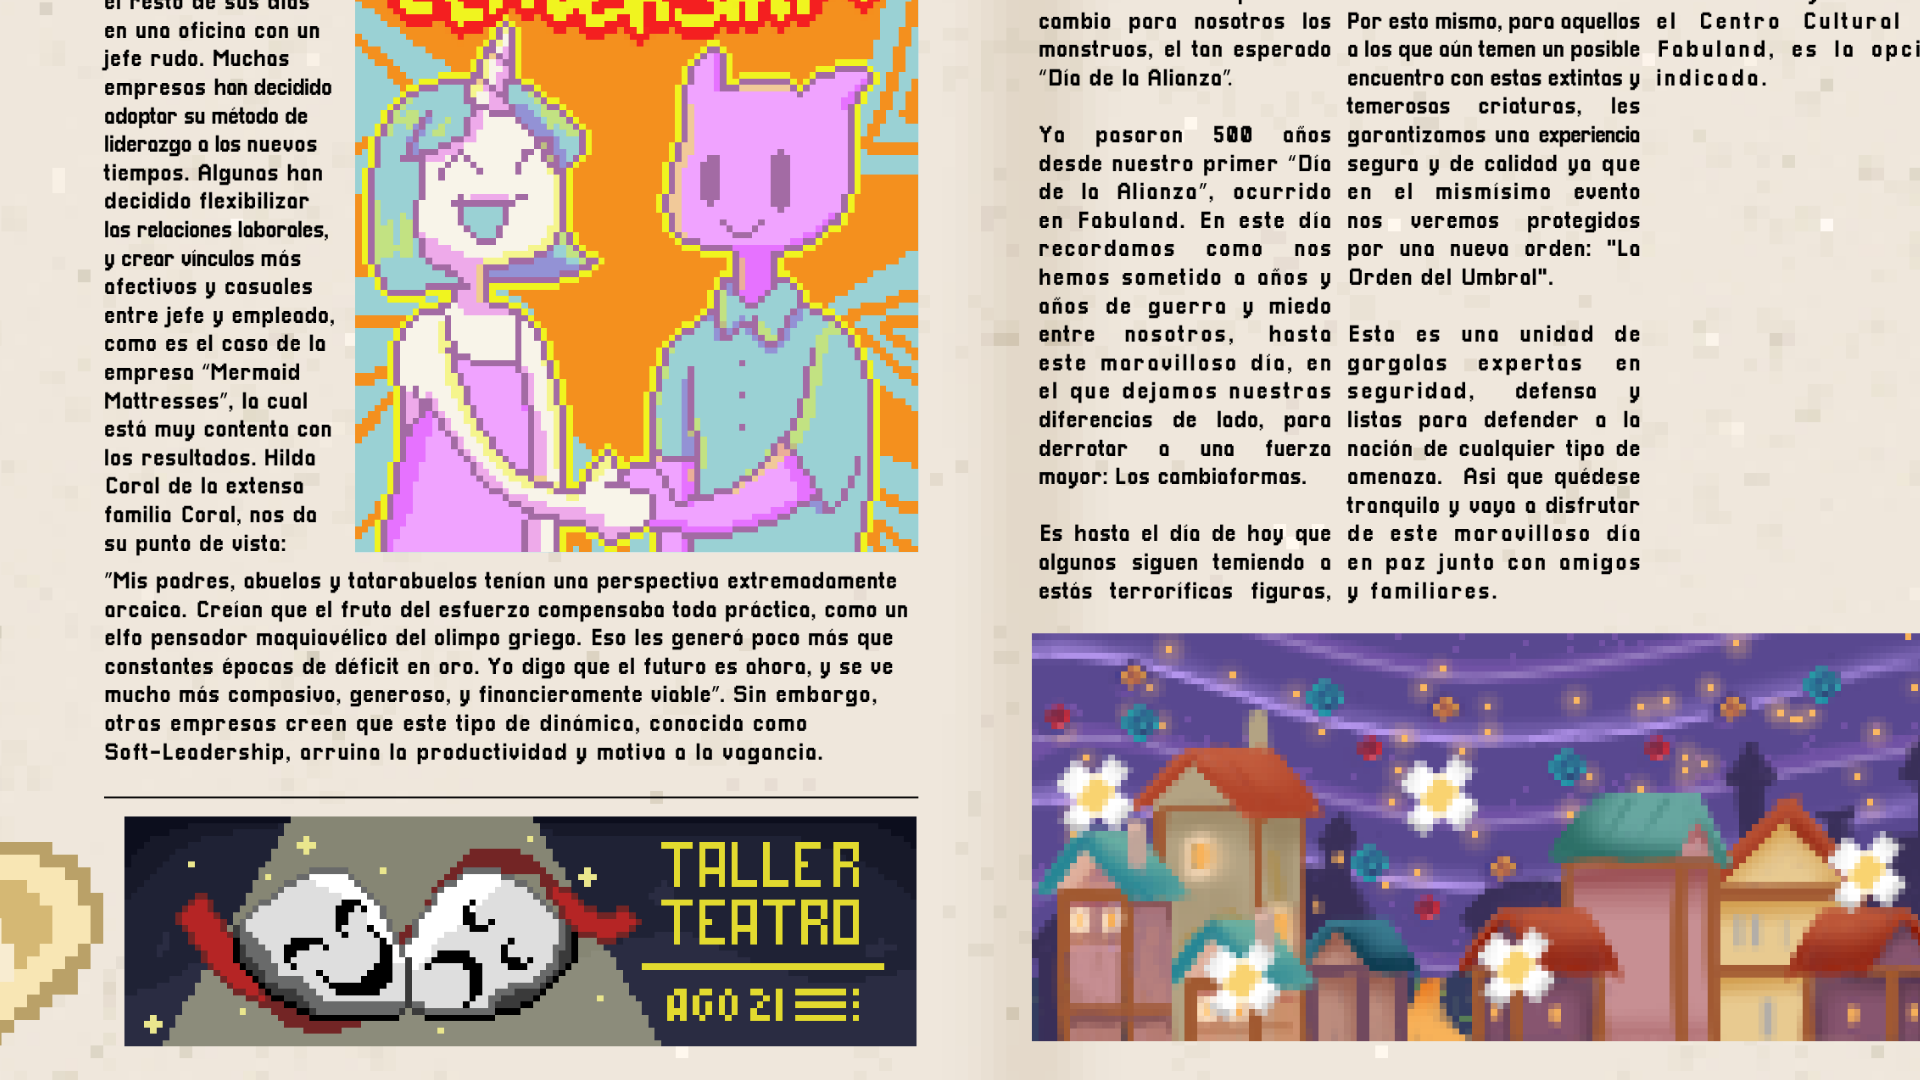 el resto de sus días
en una oficina con un
jefe rudo. Muchas
empresas han decidido
adoptar su método de
liderazgo a los nuevos
tiempos. Algunas han
decidido flexibilizar
las relaciones laborales,
y crear vínculos más
afectivos y casuales
entre jefe y empleado,
como es el caso de la
empresa "Mermaid
Mattresses", la cual
está muy contenta con
los resultados. Hilda
Coral de la extensa
familia Coral, nos da
su punto de vista:
"Mis padres, abuelos y tatarabuelos tenían una perspectiva extremadamente
arcaica. Creían que el fruto del esfuerzo compensaba toda práctica, como un
elfo pensador maquiavélico del olimpo griego. Eso les generó poco más que
constantes épocas de déficit en oro. Yo digo que el futuro es ahora, y se ve
mucho más compasivo, generoso, y financieramente viable". Sin embargo,
otras empresas creen que este tipo de dinámica, conocida como
Soft-Leadership, arruina la productividad y motiva a la vagancia.
TALLER
TEATRO
AGO 21
cambio para nosotros los
monstruos, el tan esperado
"Día de la Alianza".
Ya pasaron 500 años
desde nuestro primer "Día
de la Alianza", ocurrido
en Fabuland. En este día
recordamos como nos
hemos sometido a años y
años de guerra y miedo
entre nosotros, hasta
este maravilloso día, en
el que dejamos nuestras
diferencias de lado, para
derrotar a una fuerza
mayor: Los cambiaformas.
Es hasta el día de hoy que
algunos siguen temiendo a
estás terroríficas figuras,
Por esto mismo, para aquellos
a los que aún temen un posible
encuentro con estas extintas y
temerosas criaturas, les
garantizamos una experiencia
segura y de calidad ya que
en el mismísimo evento
nos veremos protegidos
por una nueva orden: "La
Orden del Umbral".
Esta es una unidad de
gargolas expertas en
seguridad, defensa y
listas para defender a la
nación de cualquier tipo de
amenaza. Asi que quédese
tranquilo y vaya a disfrutar
de este maravilloso día
en paz junto con amigos
y familiares.
el Centro Cultural
Fabuland, es la opci
indicada.